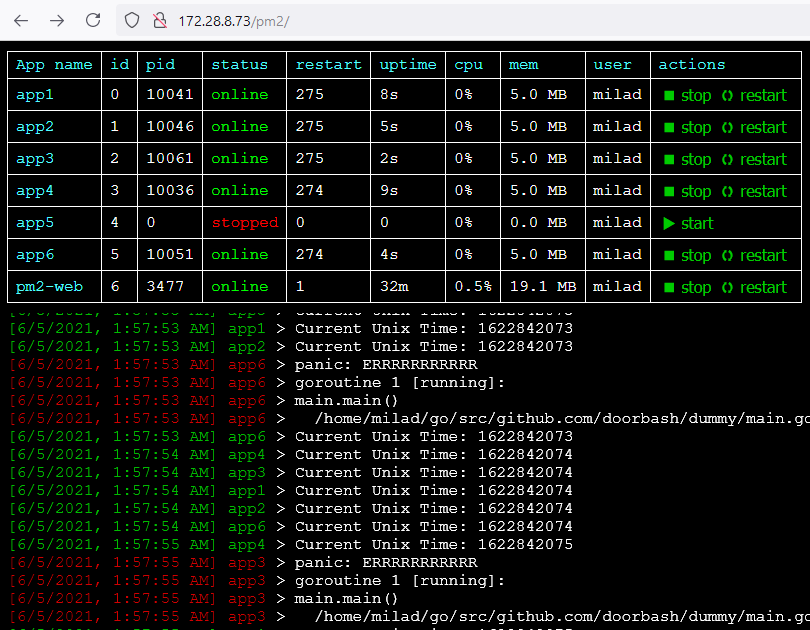 172.28.8.73/pm2/
App name id pid status restart uptime cpu mem user actions
app1 0 10041 online 275 8s 0% 5.0 MB milad stop restart
app2 1 10046 online 275 5s 0% 5.0 MB milad stop restart
app3 2 10061 online 275 2s 0% 5.0 MB milad stop restart
app4 3 10036 online 274 9s 0% 5.0 MB milad stop restart
app5 4 0 stopped 0 0 0% 0.0 MB milad start
app6 5 10051 online 274 4s 0% 5.0 MB milad stop restart
pm2-web 6 3477 online 1 32m 0.5% 19.1 MB milad stop restart
[6/5/2021, 1:57:53 AM] app1 > Current Unix Time: 1622842073
[6/5/2021, 1:57:53 AM] app2 > Current Unix Time: 1622842073
[6/5/2021, 1:57:53 AM] app6 > panic: ERRRRRRRRRRR
[6/5/2021, 1:57:53 AM] app6 > goroutine 1 [running]:
[6/5/2021, 1:57:53 AM] app6 > main.main()
[6/5/2021, 1:57:53 AM] app6 > /home/milad/go/src/github.com/doorbash/dummy/main.go
[6/5/2021, 1:57:53 AM] app6 > Current Unix Time: 1622842073
[6/5/2021, 1:57:54 AM] app4 > Current Unix Time: 1622842074
[6/5/2021, 1:57:54 AM] app3 > Current Unix Time: 1622842074
[6/5/2021, 1:57:54 AM] app1 > Current Unix Time: 1622842074
[6/5/2021, 1:57:54 AM] app2 > Current Unix Time: 1622842074
[6/5/2021, 1:57:54 AM] app6 > Current Unix Time: 1622842074
[6/5/2021, 1:57:55 AM] app4 > Current Unix Time: 1622842075
[6/5/2021, 1:57:55 AM] app3 > panic: ERRRRRRRRRRR
[6/5/2021, 1:57:55 AM] app3 > goroutine 1 [running]:
[6/5/2021, 1:57:55 AM] app3 > main.main()
[6/5/2021, 1:57:55 AM] app3 > /home/milad/go/src/github.com/doorbash/dummy/main.go